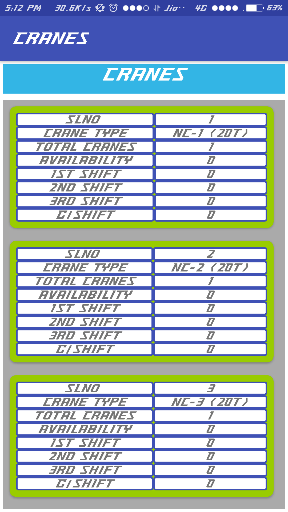 5:12 PM 30.6K/s Jio·· 4G 63%
CRANES
CRANES
SLNO 1
CRANE TYPE NC-1 (20T)
TOTAL CRANES 1
AVAILABILITY 0
1ST SHIFT 0
2ND SHIFT 0
3RD SHIFT 0
G/SHIFT 0
SLNO 2
CRANE TYPE NC-2 (20T)
TOTAL CRANES 1
AVAILABILITY 0
1ST SHIFT 0
2ND SHIFT 0
3RD SHIFT 0
G/SHIFT 0
SLNO 3
CRANE TYPE NC-3 (20T)
TOTAL CRANES 1
AVAILABILITY 0
1ST SHIFT 0
2ND SHIFT 0
3RD SHIFT 0
G/SHIFT 0